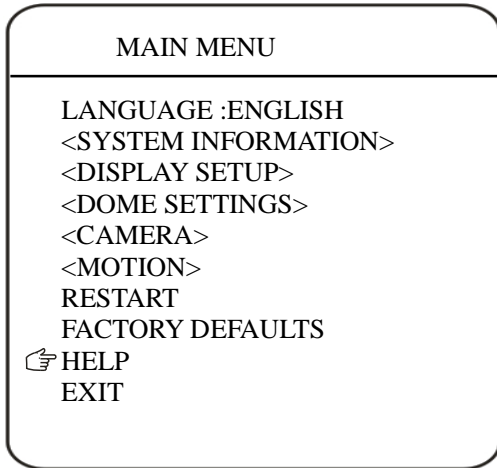 MAIN MENU
LANGUAGE :ENGLISH
<SYSTEM INFORMATION>
<DISPLAY SETUP>
<DOME SETTINGS>
<CAMERA>
<MOTION>
RESTART
FACTORY DEFAULTS
HELP
EXIT